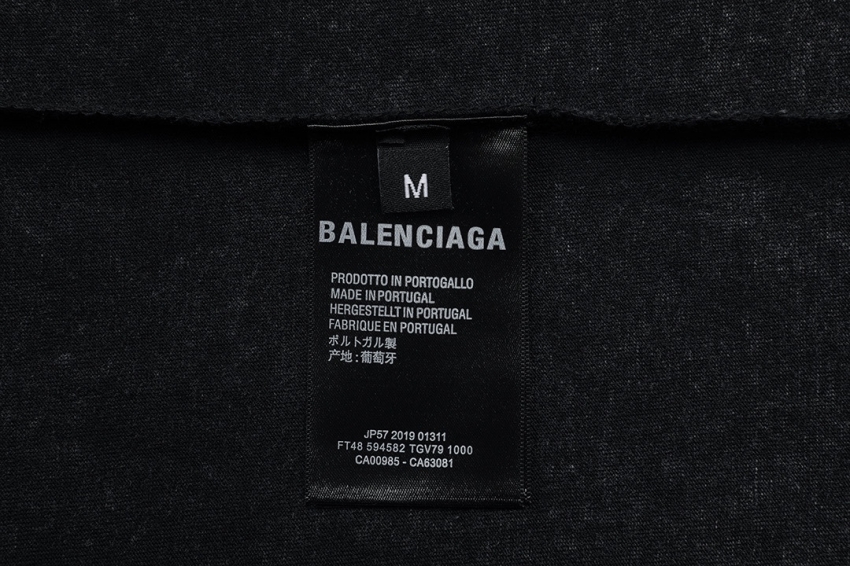 M
BALENCIAGA
PRODOTTO IN PORTOGALLO
MADE IN PORTUGAL
HERGESTELLT IN PORTUGAL
FABRIQUE EN PORTUGAL
ポルトガル製
产地:葡萄牙
JP57 2019 01311
FT48 594582 TGV79 1000
CA00985 - CA63081